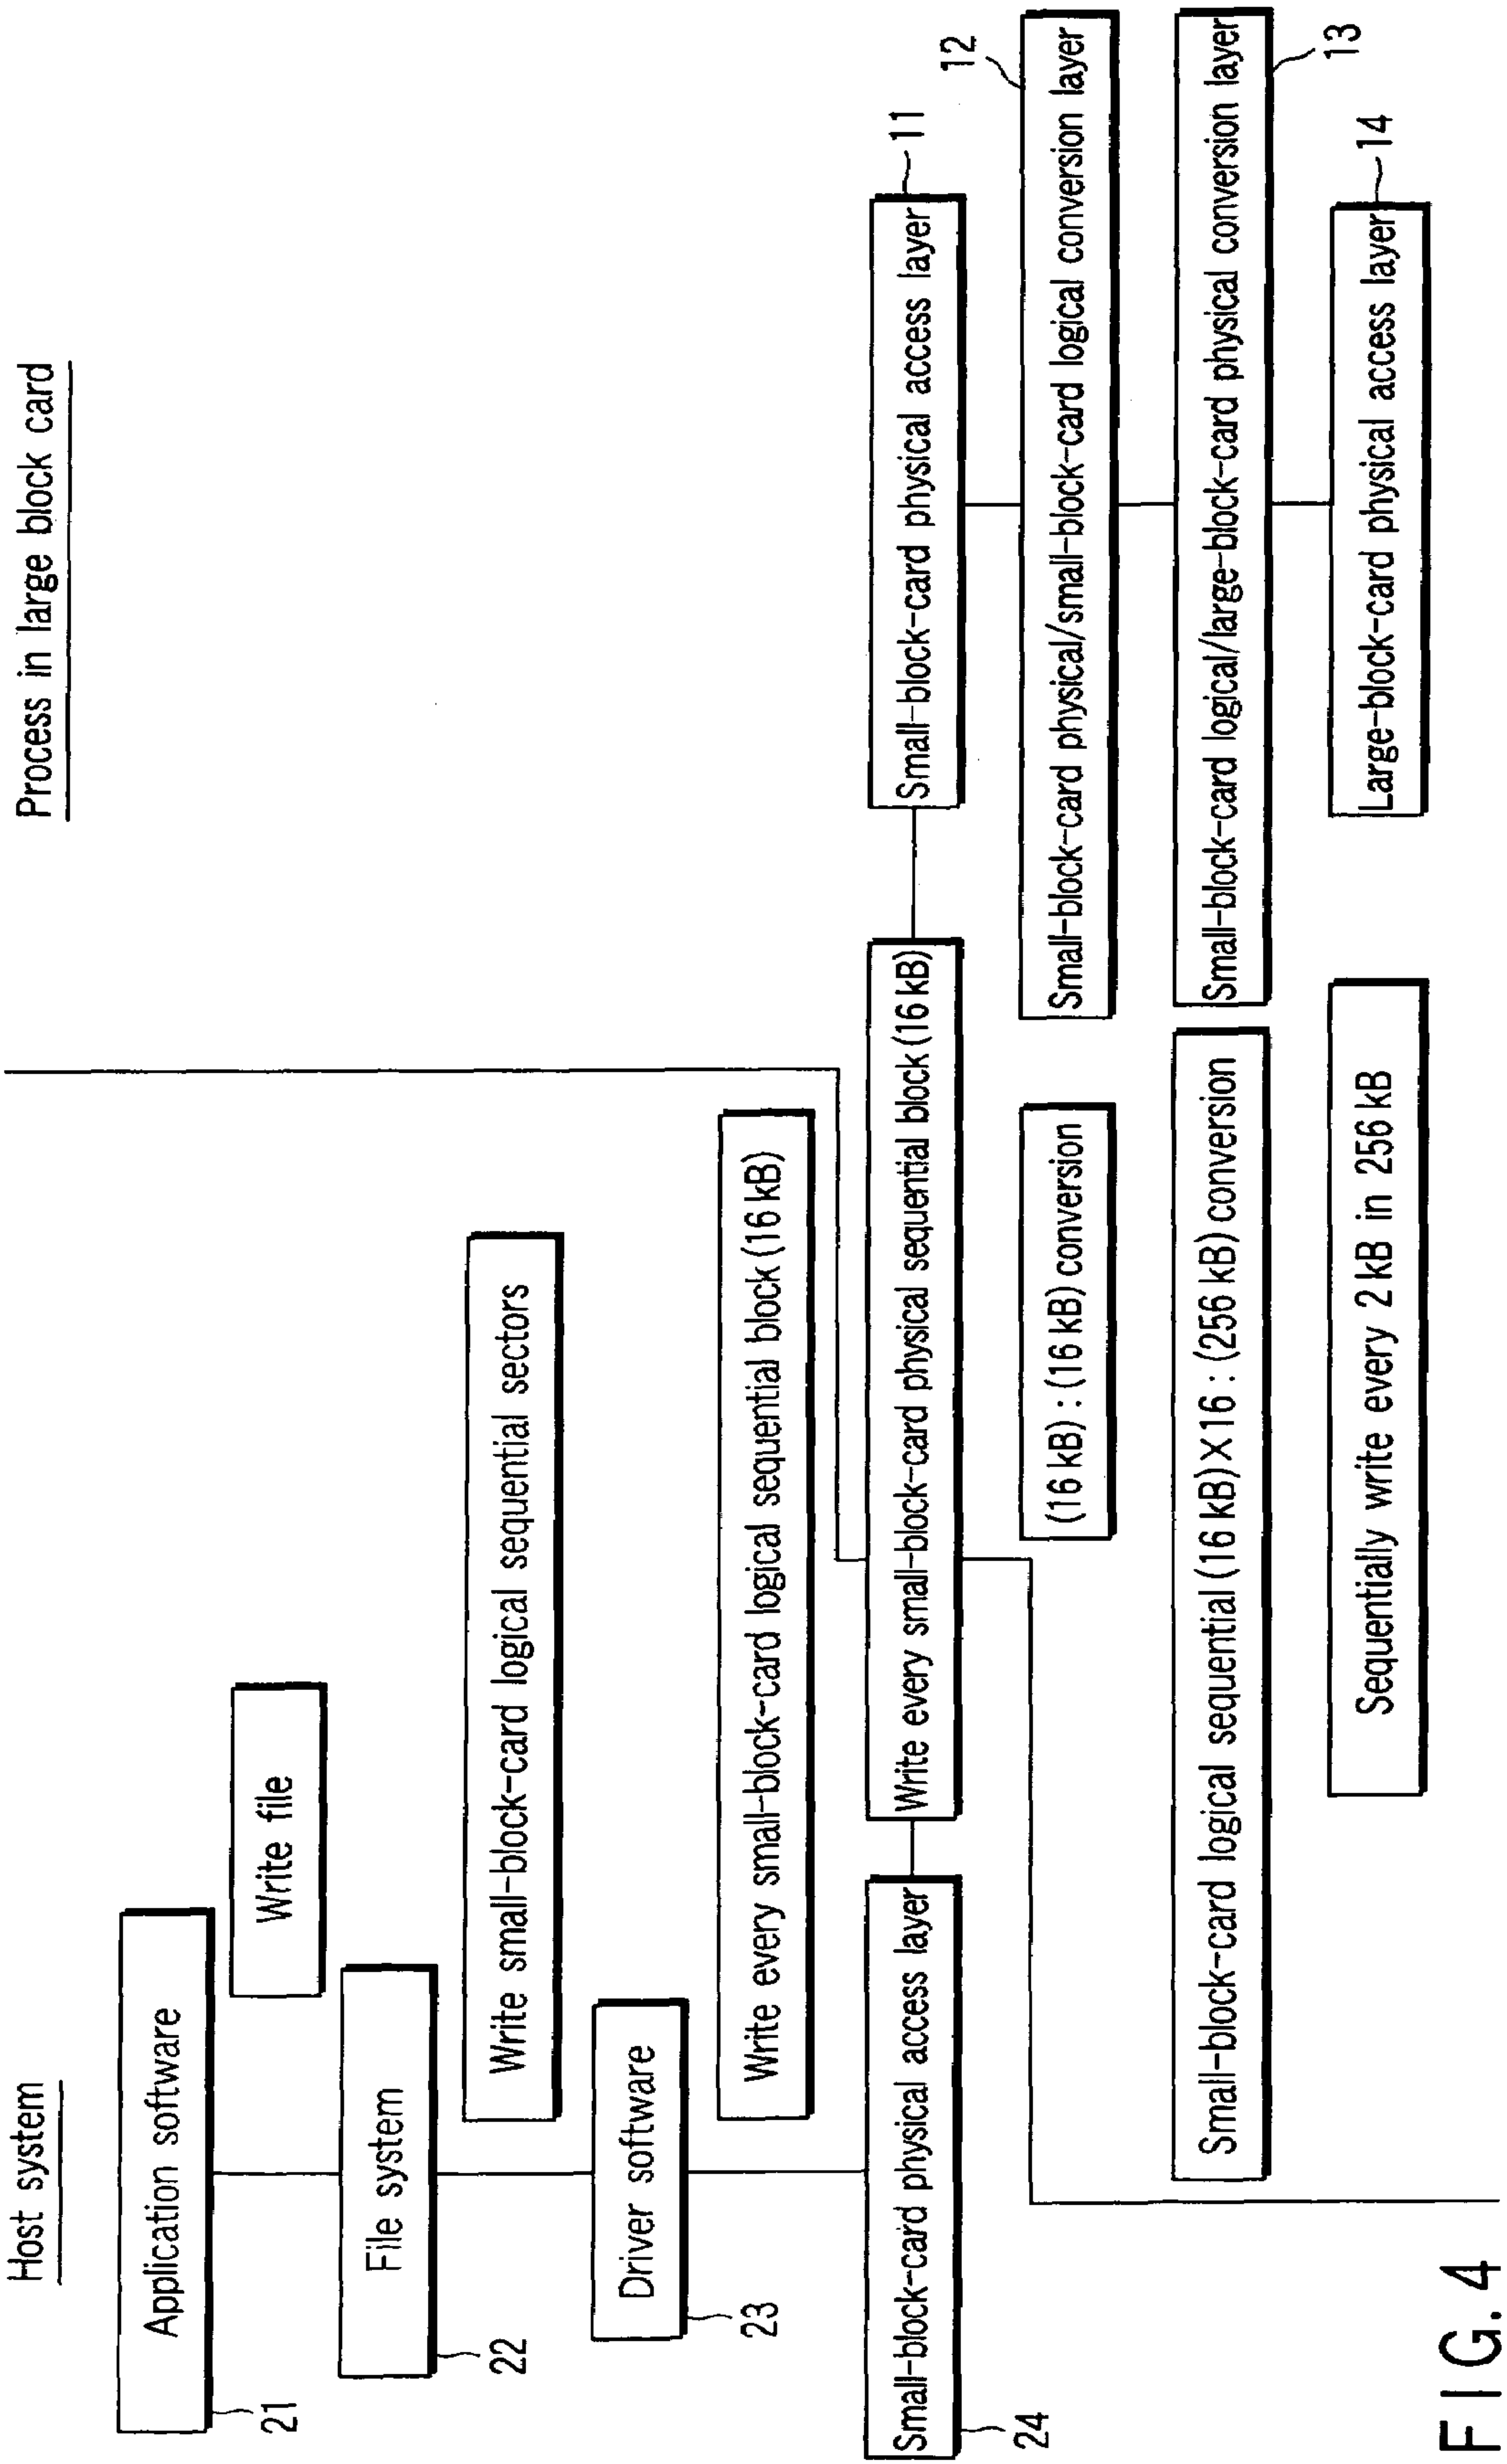 Host system
Process in large block card
Application software
21
Write file
File system
22
Write small-block-card logical sequential sectors
Driver software
23
Write every small-block-card logical sequential block (16 kB)
Small-block-card physical access layer
24
Write every small-block-card physical sequential block (16 kB)
Small-block-card physical access layer
11
(16 kB) : (16 kB) conversion
Small-block-card physical/small-block-card logical conversion layer
12
Small-block-card logical sequential (16 kB) X 16 : (256 kB) conversion
Small-block-card logical/large-block-card physical conversion layer
13
Sequentially write every 2 kB in 256 kB
Large-block-card physical access layer
14
FIG. 4